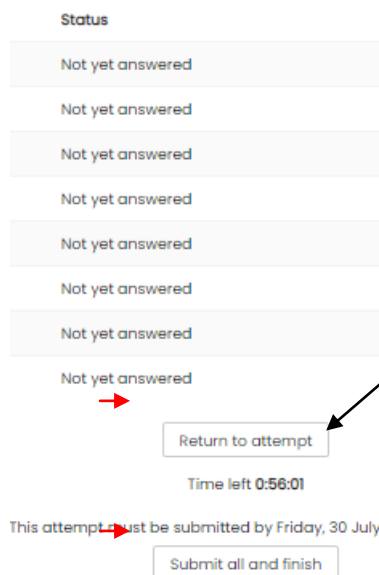 Status
Not yet answered
Not yet answered
Not yet answered
Not yet answered
Not yet answered
Not yet answered
Not yet answered
Not yet answered
Return to attempt
Time left 0:56:01
This attempt must be submitted by Friday, 30 July
Submit all and finish